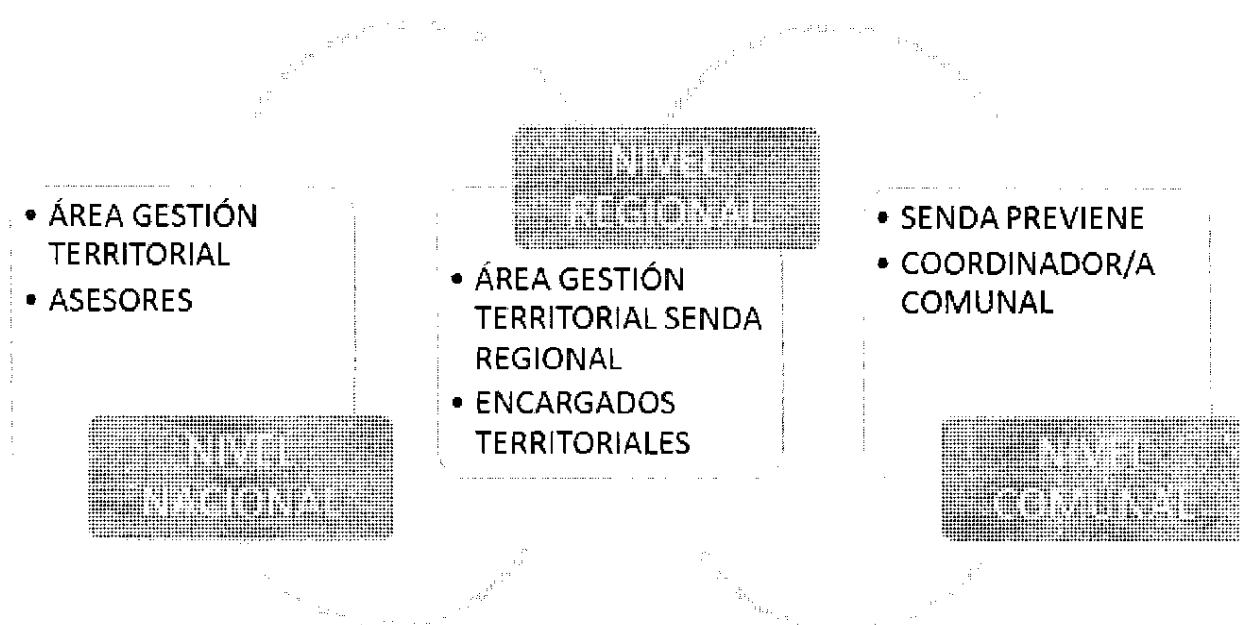 • ÁREA GESTIÓN
TERRITORIAL
• ASESORES
NIVEL
NACIONAL
NIVEL
REGIONAL
• ÁREA GESTIÓN
TERRITORIAL SENDA
REGIONAL
• ENCARGADOS
TERRITORIALES
• SENDA PREVIENE
• COORDINADOR/A
COMUNAL
NIVEL
COMUNAL